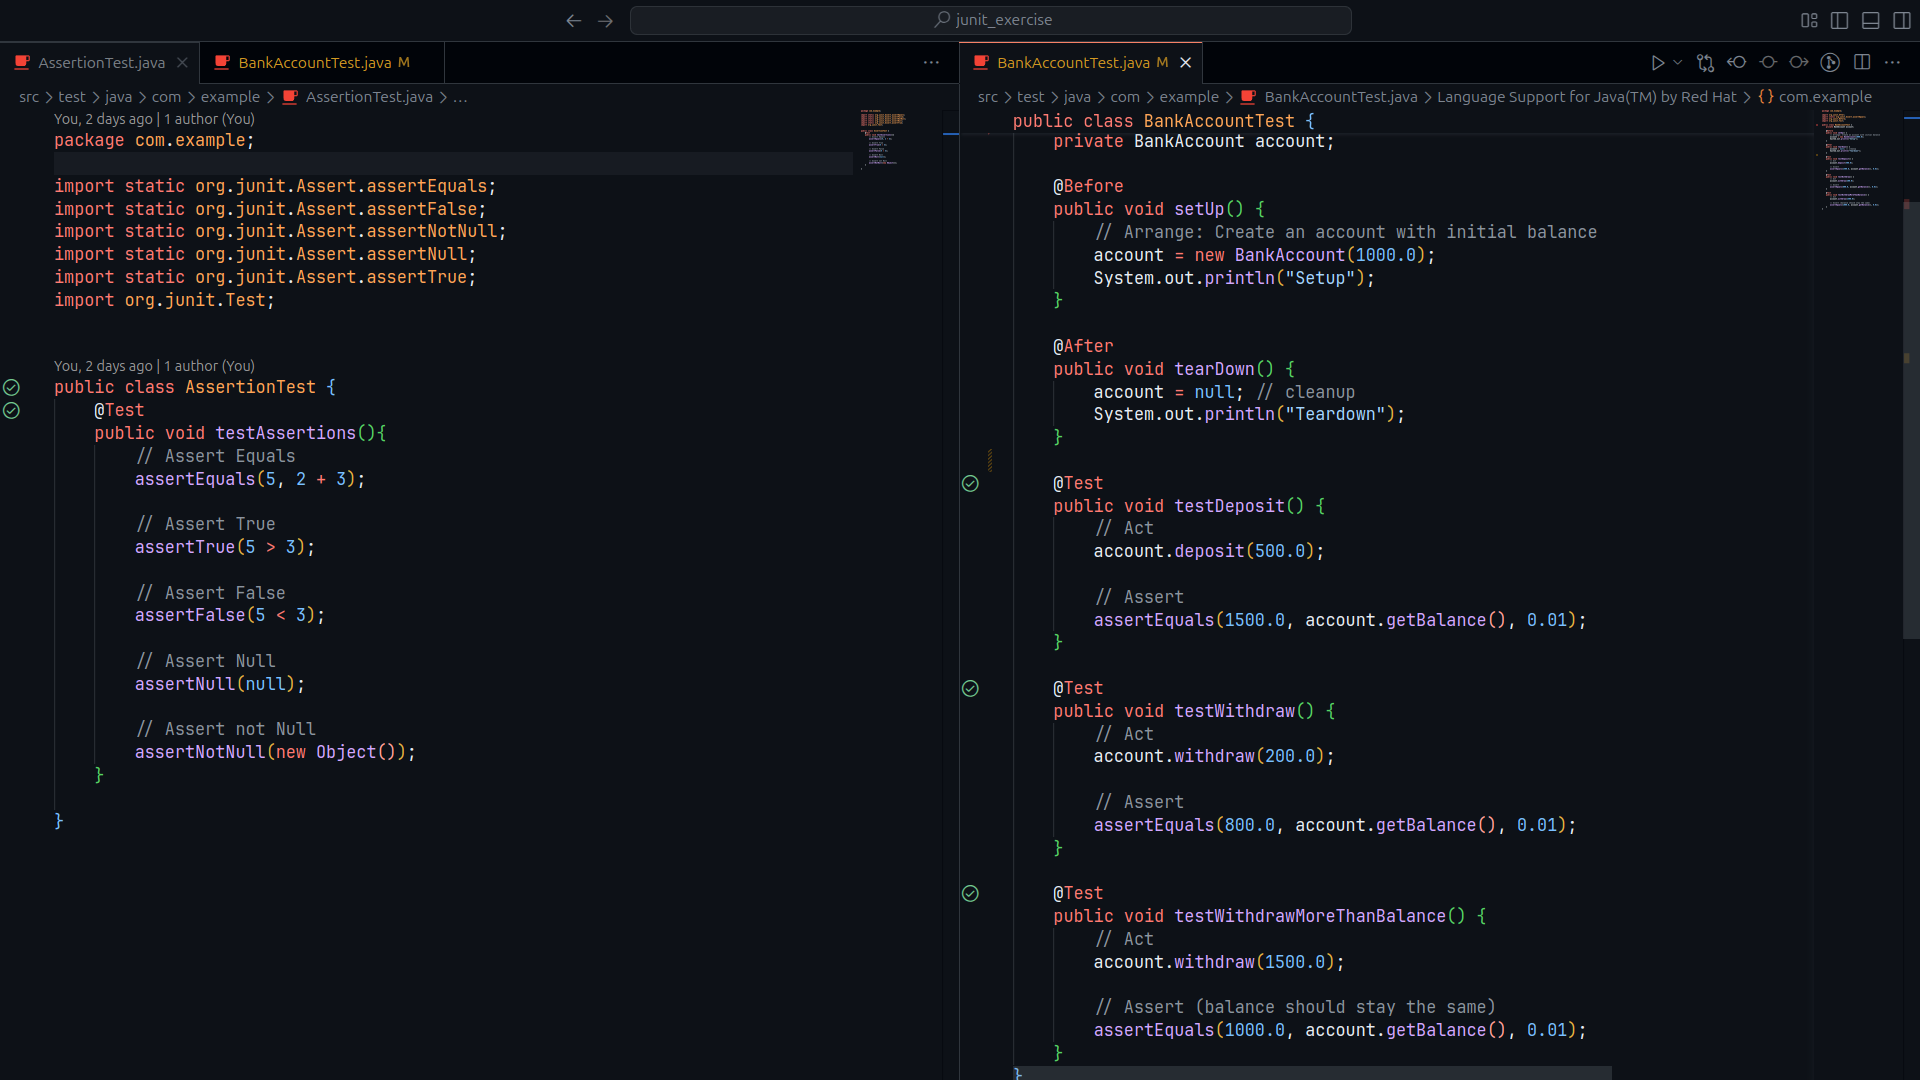 junit_exercise
AssertionTest.java
BankAccountTest.java M
src > test > java > com > example > AssertionTest.java > ...
You, 2 days ago | 1 author (You)
package com.example;
import static org.junit.Assert.assertEquals;
import static org.junit.Assert.assertFalse;
import static org.junit.Assert.assertNotNull;
import static org.junit.Assert.assertNull;
import static org.junit.Assert.assertTrue;
import org.junit.Test;
You, 2 days ago | 1 author (You)
public class AssertionTest {
@Test
public void testAssertions(){
// Assert Equals
assertEquals(5, 2 + 3);
// Assert True
assertTrue(5 > 3);
// Assert False
assertFalse(5 < 3);
// Assert Null
assertNull(null);
// Assert not Null
assertNotNull(new Object());
}
}
BankAccountTest.java M
src > test > java > com > example > BankAccountTest.java > Language Support for Java(TM) by Red Hat > {} com.example
public class BankAccountTest {
private BankAccount account;
@Before
public void setUp() {
// Arrange: Create an account with initial balance
account = new BankAccount(1000.0);
System.out.println("Setup");
}
@After
public void tearDown() {
account = null; // cleanup
System.out.println("Teardown");
}
@Test
public void testDeposit() {
// Act
account.deposit(500.0);
// Assert
assertEquals(1500.0, account.getBalance(), 0.01);
}
@Test
public void testWithdraw() {
// Act
account.withdraw(200.0);
// Assert
assertEquals(800.0, account.getBalance(), 0.01);
}
@Test
public void testWithdrawMoreThanBalance() {
// Act
account.withdraw(1500.0);
// Assert (balance should stay the same)
assertEquals(1000.0, account.getBalance(), 0.01);
}
}